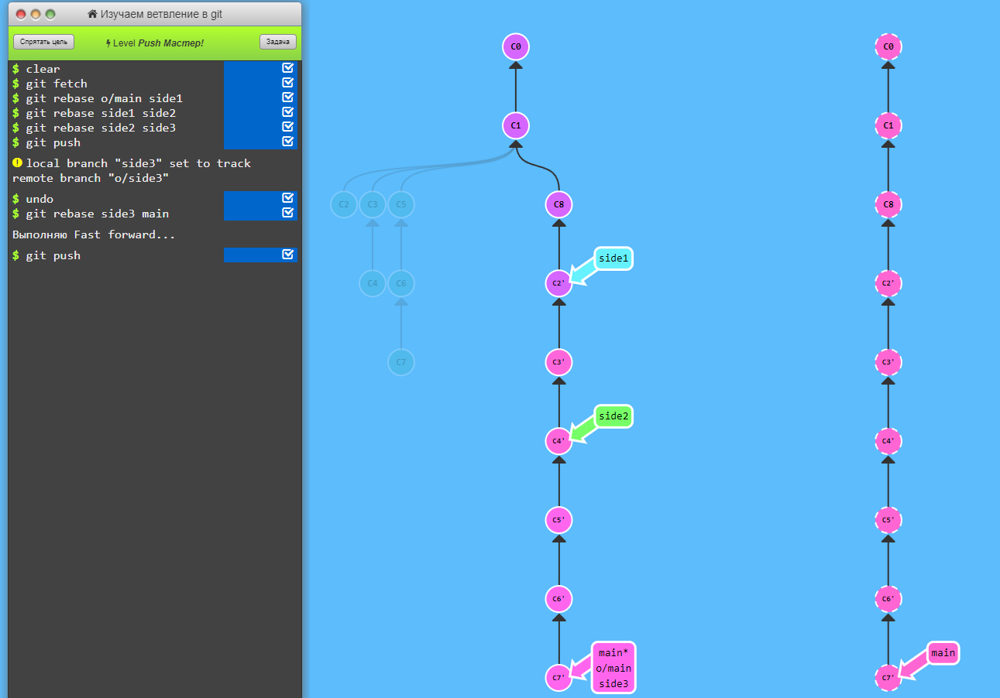 Изучаем ветвление в git
Спрятать цель
Level Push Мастер!
Задача
$ clear
$ git fetch
$ git rebase o/main side1
$ git rebase side1 side2
$ git rebase side2 side3
$ git push
local branch "side3" set to track
remote branch "o/side3"
$ undo
$ git rebase side3 main
Выполняю Fast forward...
$ git push
C0
C1
C2
C3
C5
C8
C4
C6
C2'
side1
C7
C3'
C4'
side2
C5'
C6'
C7'
main*
o/main
side3
C0
C1
C8
C2'
C3'
C4'
C5'
C6'
C7'
main